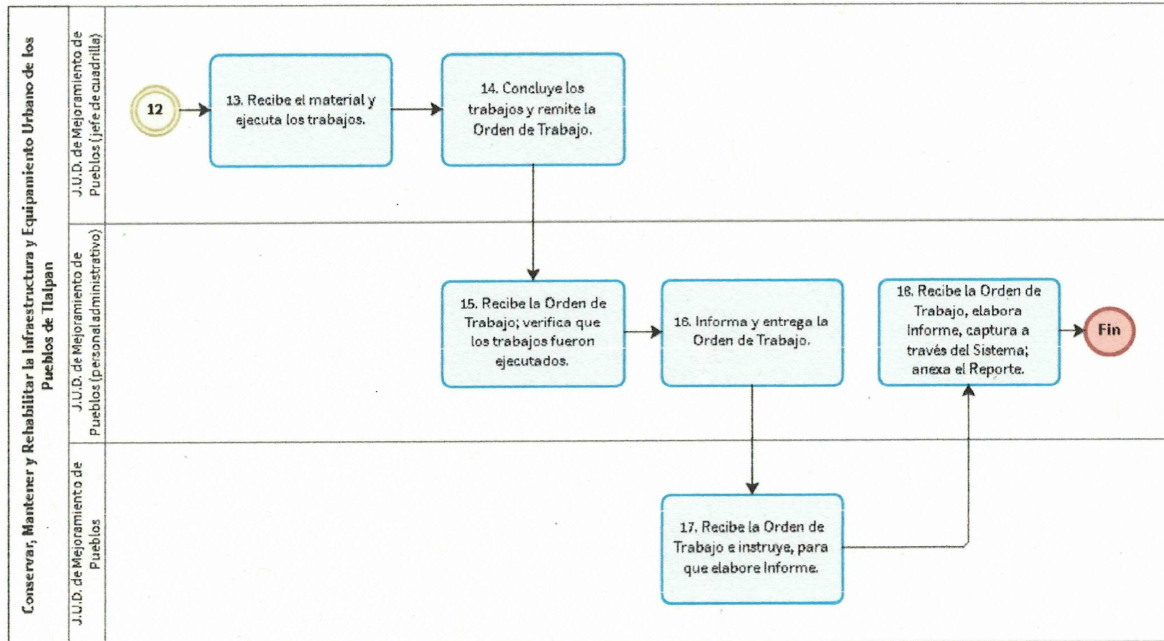 Conservar, Mantener y Rehabilitar la Infraestructura y Equipamiento Urbano de los
Pueblos de Tlalpan
J.U.D. de Mejoramiento de
Pueblos (jefe de cuadrilla)
12
13. Recibe el material y
ejecuta los trabajos.
14. Concluye los
trabajos y remite la
Orden de Trabajo.
J.U.D. de Mejoramiento de
Pueblos (personal administrativo)
15. Recibe la Orden de
Trabajo; verifica que
los trabajos fueron
ejecutados.
16. Informa y entrega la
Orden de Trabajo.
18. Recibe la Orden de
Trabajo, elabora
Informe, captura a
través del Sistema;
anexa el Reporte.
Fin
J.U.D. de Mejoramiento de
Pueblos
17. Recibe la Orden de
Trabajo e instruye, para
que elabore Informe.